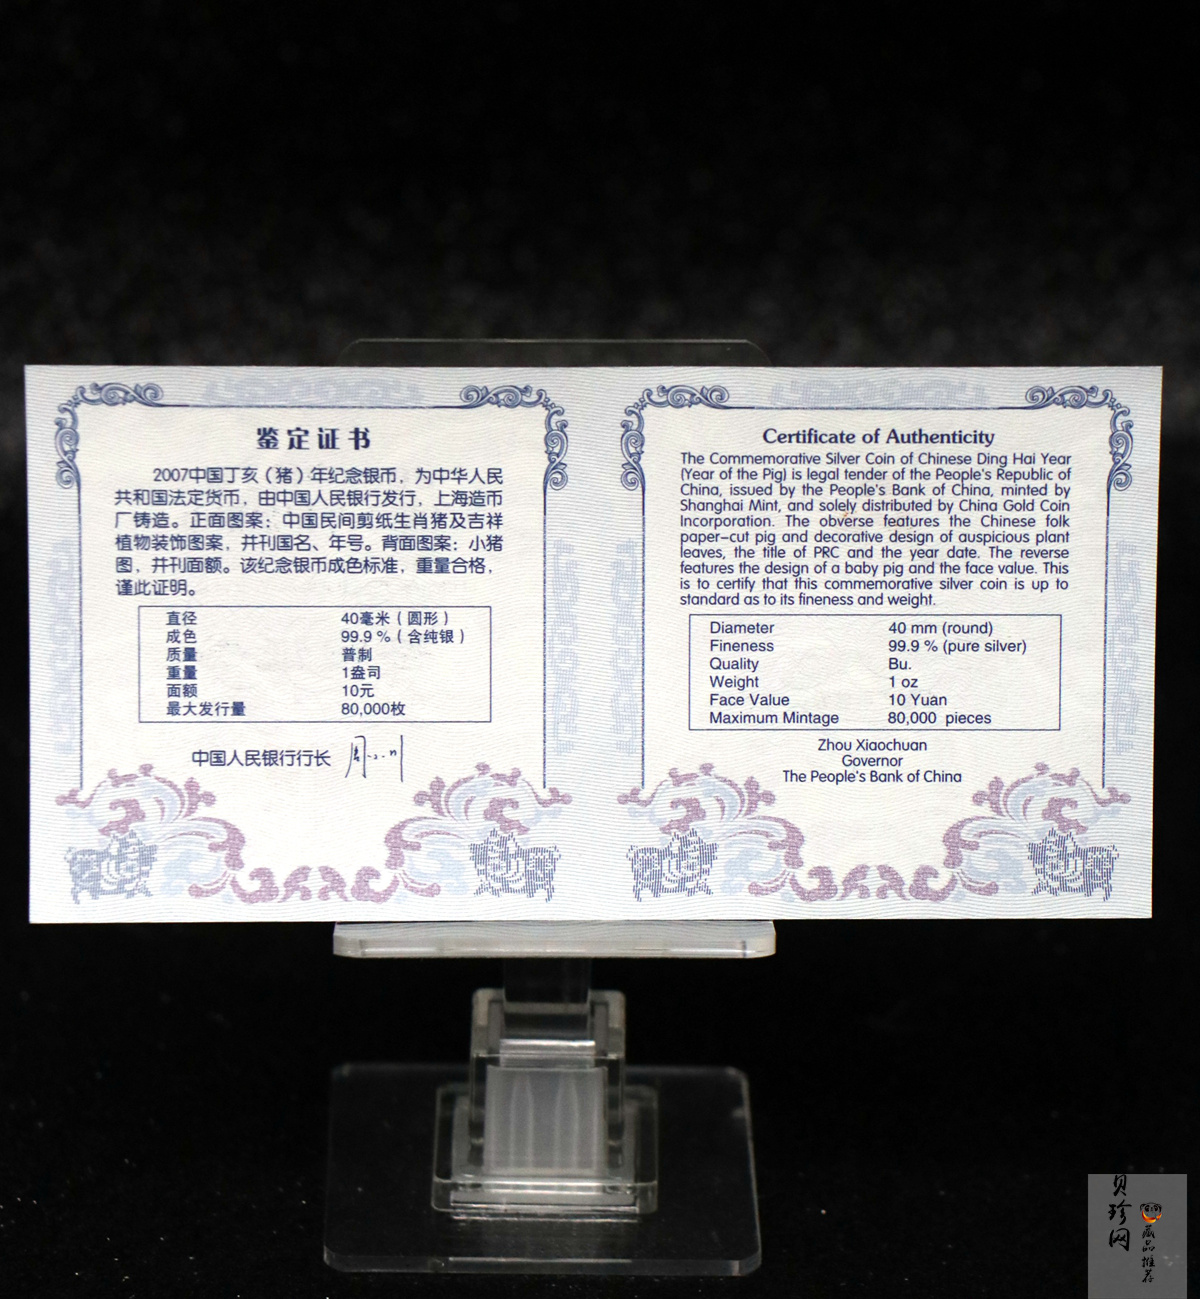 鉴定证书
2007中国丁亥（猪）年纪念银币，为中华人民
共和国法定货币，由中国人民银行发行，上海造币
厂铸造。正面图案：中国民间剪纸生肖猪及吉祥
植物装饰图案，并刊国名、年号。背面图案：小猪
图，并刊面额。该纪念银币成色标准，重量合格，
谨此证明。
直径 40毫米（圆形）
成色 99.9 %（含纯银）
质量 普制
重量 1盎司
面额 10元
最大发行量 80,000枚
中国人民银行行长
Certificate of Authenticity
The Commemorative Silver Coin of Chinese Ding Hai Year
(Year of the Pig) is legal tender of the People's Republic of
China, issued by the People's Bank of China, minted by
Shanghai Mint, and solely distributed by China Gold Coin
Incorporation. The obverse features the Chinese folk
paper-cut pig and decorative design of auspicious plant
leaves, the title of PRC and the year date. The reverse
features the design of a baby pig and the face value. This
is to certify that this commemorative silver coin is up to
standard as to its fineness and weight.
Diameter 40 mm (round)
Fineness 99.9 % (pure silver)
Quality Bu.
Weight 1 oz
Face Value 10 Yuan
Maximum Mintage 80,000 pieces
Zhou Xiaochuan
Governor
The People's Bank of China
贝珍网
藏品推荐